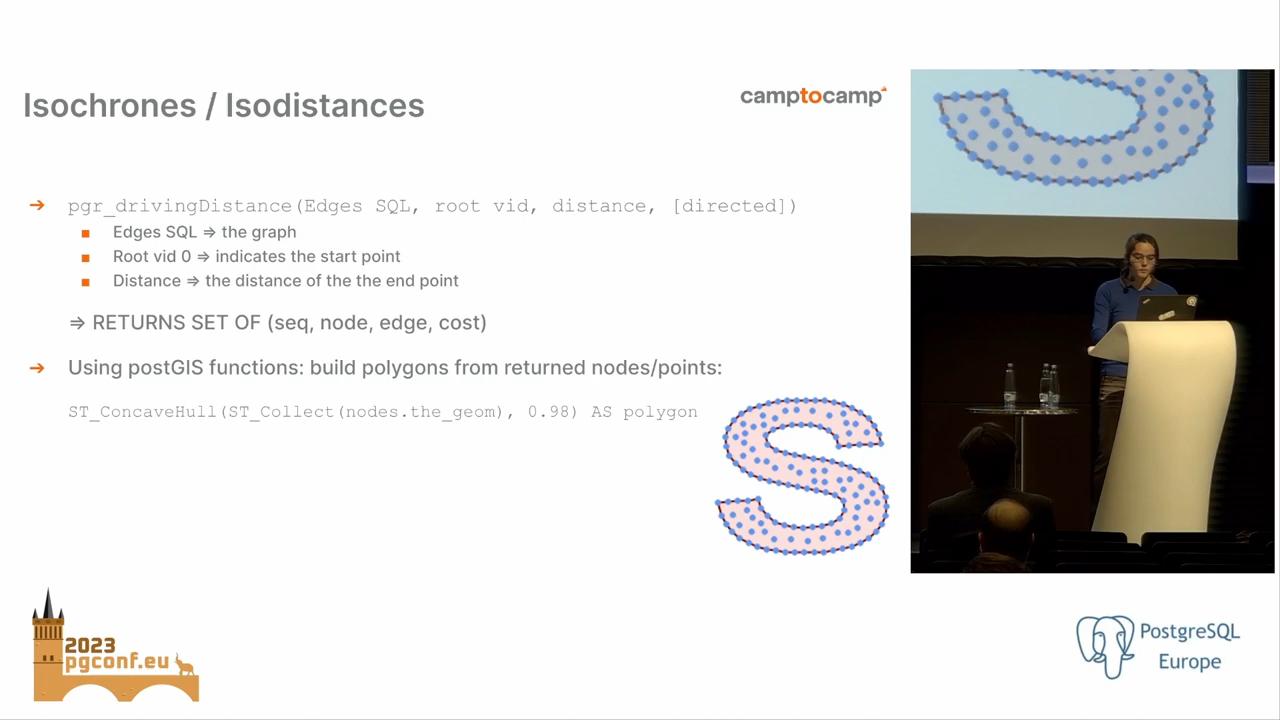 Isochrones / Isodistances
camptocamp
➔ pgr_drivingDistance(Edges SQL, root vid, distance, [directed])
■ Edges SQL ⇒ the graph
■ Root vid 0 ⇒ indicates the start point
■ Distance ⇒ the distance of the the end point
⇒ RETURNS SET OF (seq, node, edge, cost)
➔ Using postGIS functions: build polygons from returned nodes/points:
ST_ConcaveHull(ST_Collect(nodes.the_geom), 0.98) AS polygon
2023
pgconf.eu
PostgreSQL
Europe